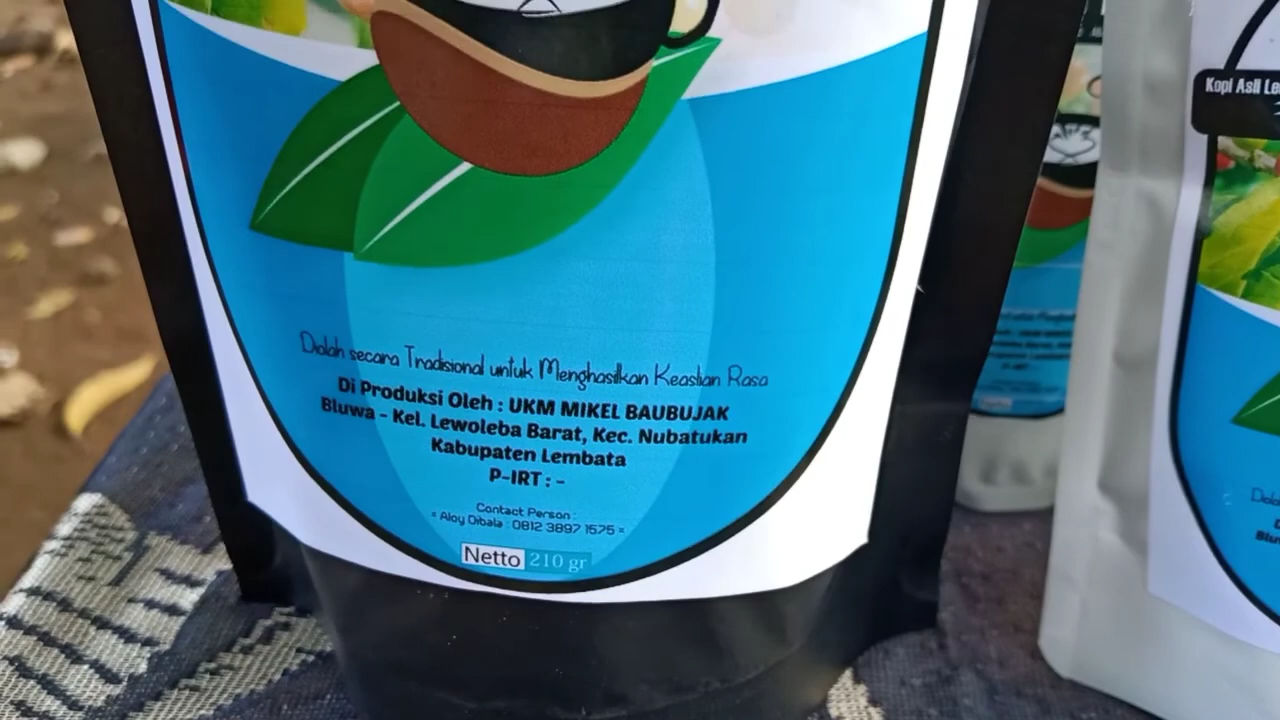 Diolah secara Tradisional untuk Menghasilkan Keaslian Rasa
Di Produksi Oleh : UKM MIKEL BAUBUJAK
Bluwa - Kel. Lewoleba Barat, Kec. Nubatukan
Kabupaten Lembata
P-IRT : -
Contact Person :
" Aloy Dibala : 0812 3897 1575 "
Netto 210 gr
Kopi Asli Le